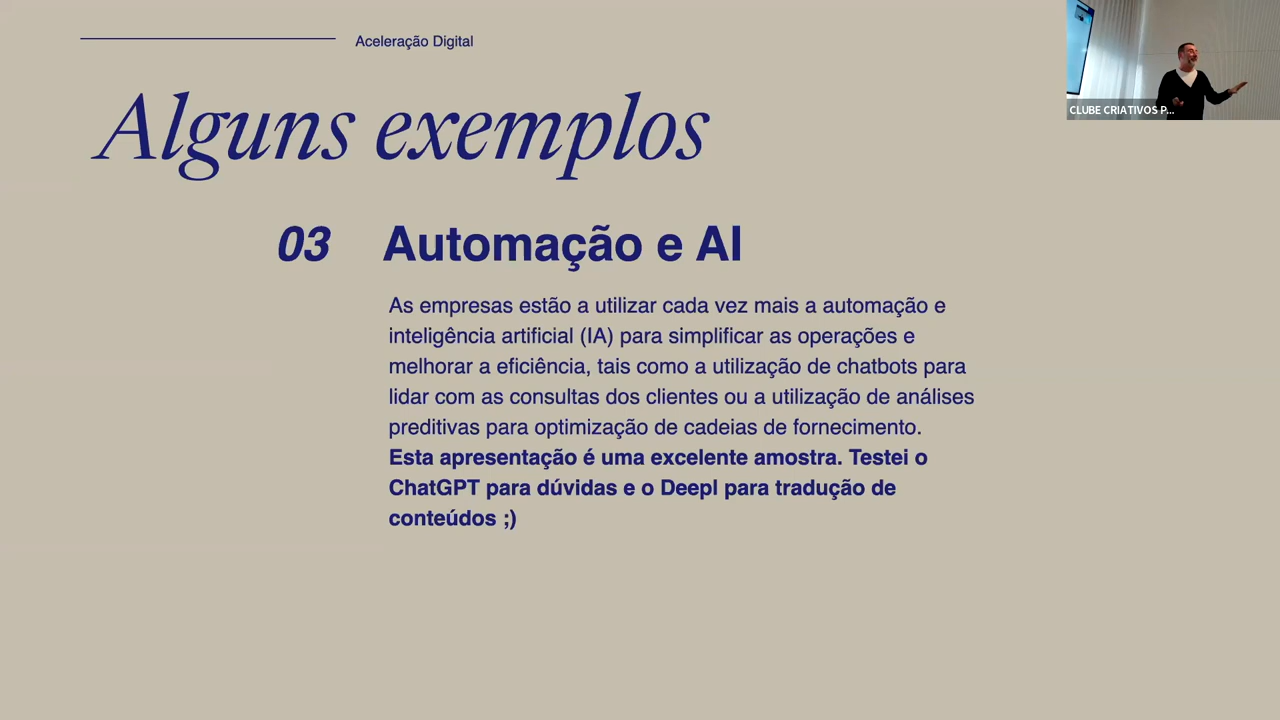 Aceleração Digital
CLUBE CRIATIVOS P...
Alguns exemplos
03 Automação e AI
As empresas estão a utilizar cada vez mais a automação e
inteligência artificial (IA) para simplificar as operações e
melhorar a eficiência, tais como a utilização de chatbots para
lidar com as consultas dos clientes ou a utilização de análises
preditivas para optimização de cadeias de fornecimento.
Esta apresentação é uma excelente amostra. Testei o
ChatGPT para dúvidas e o Deepl para tradução de
conteúdos ;)